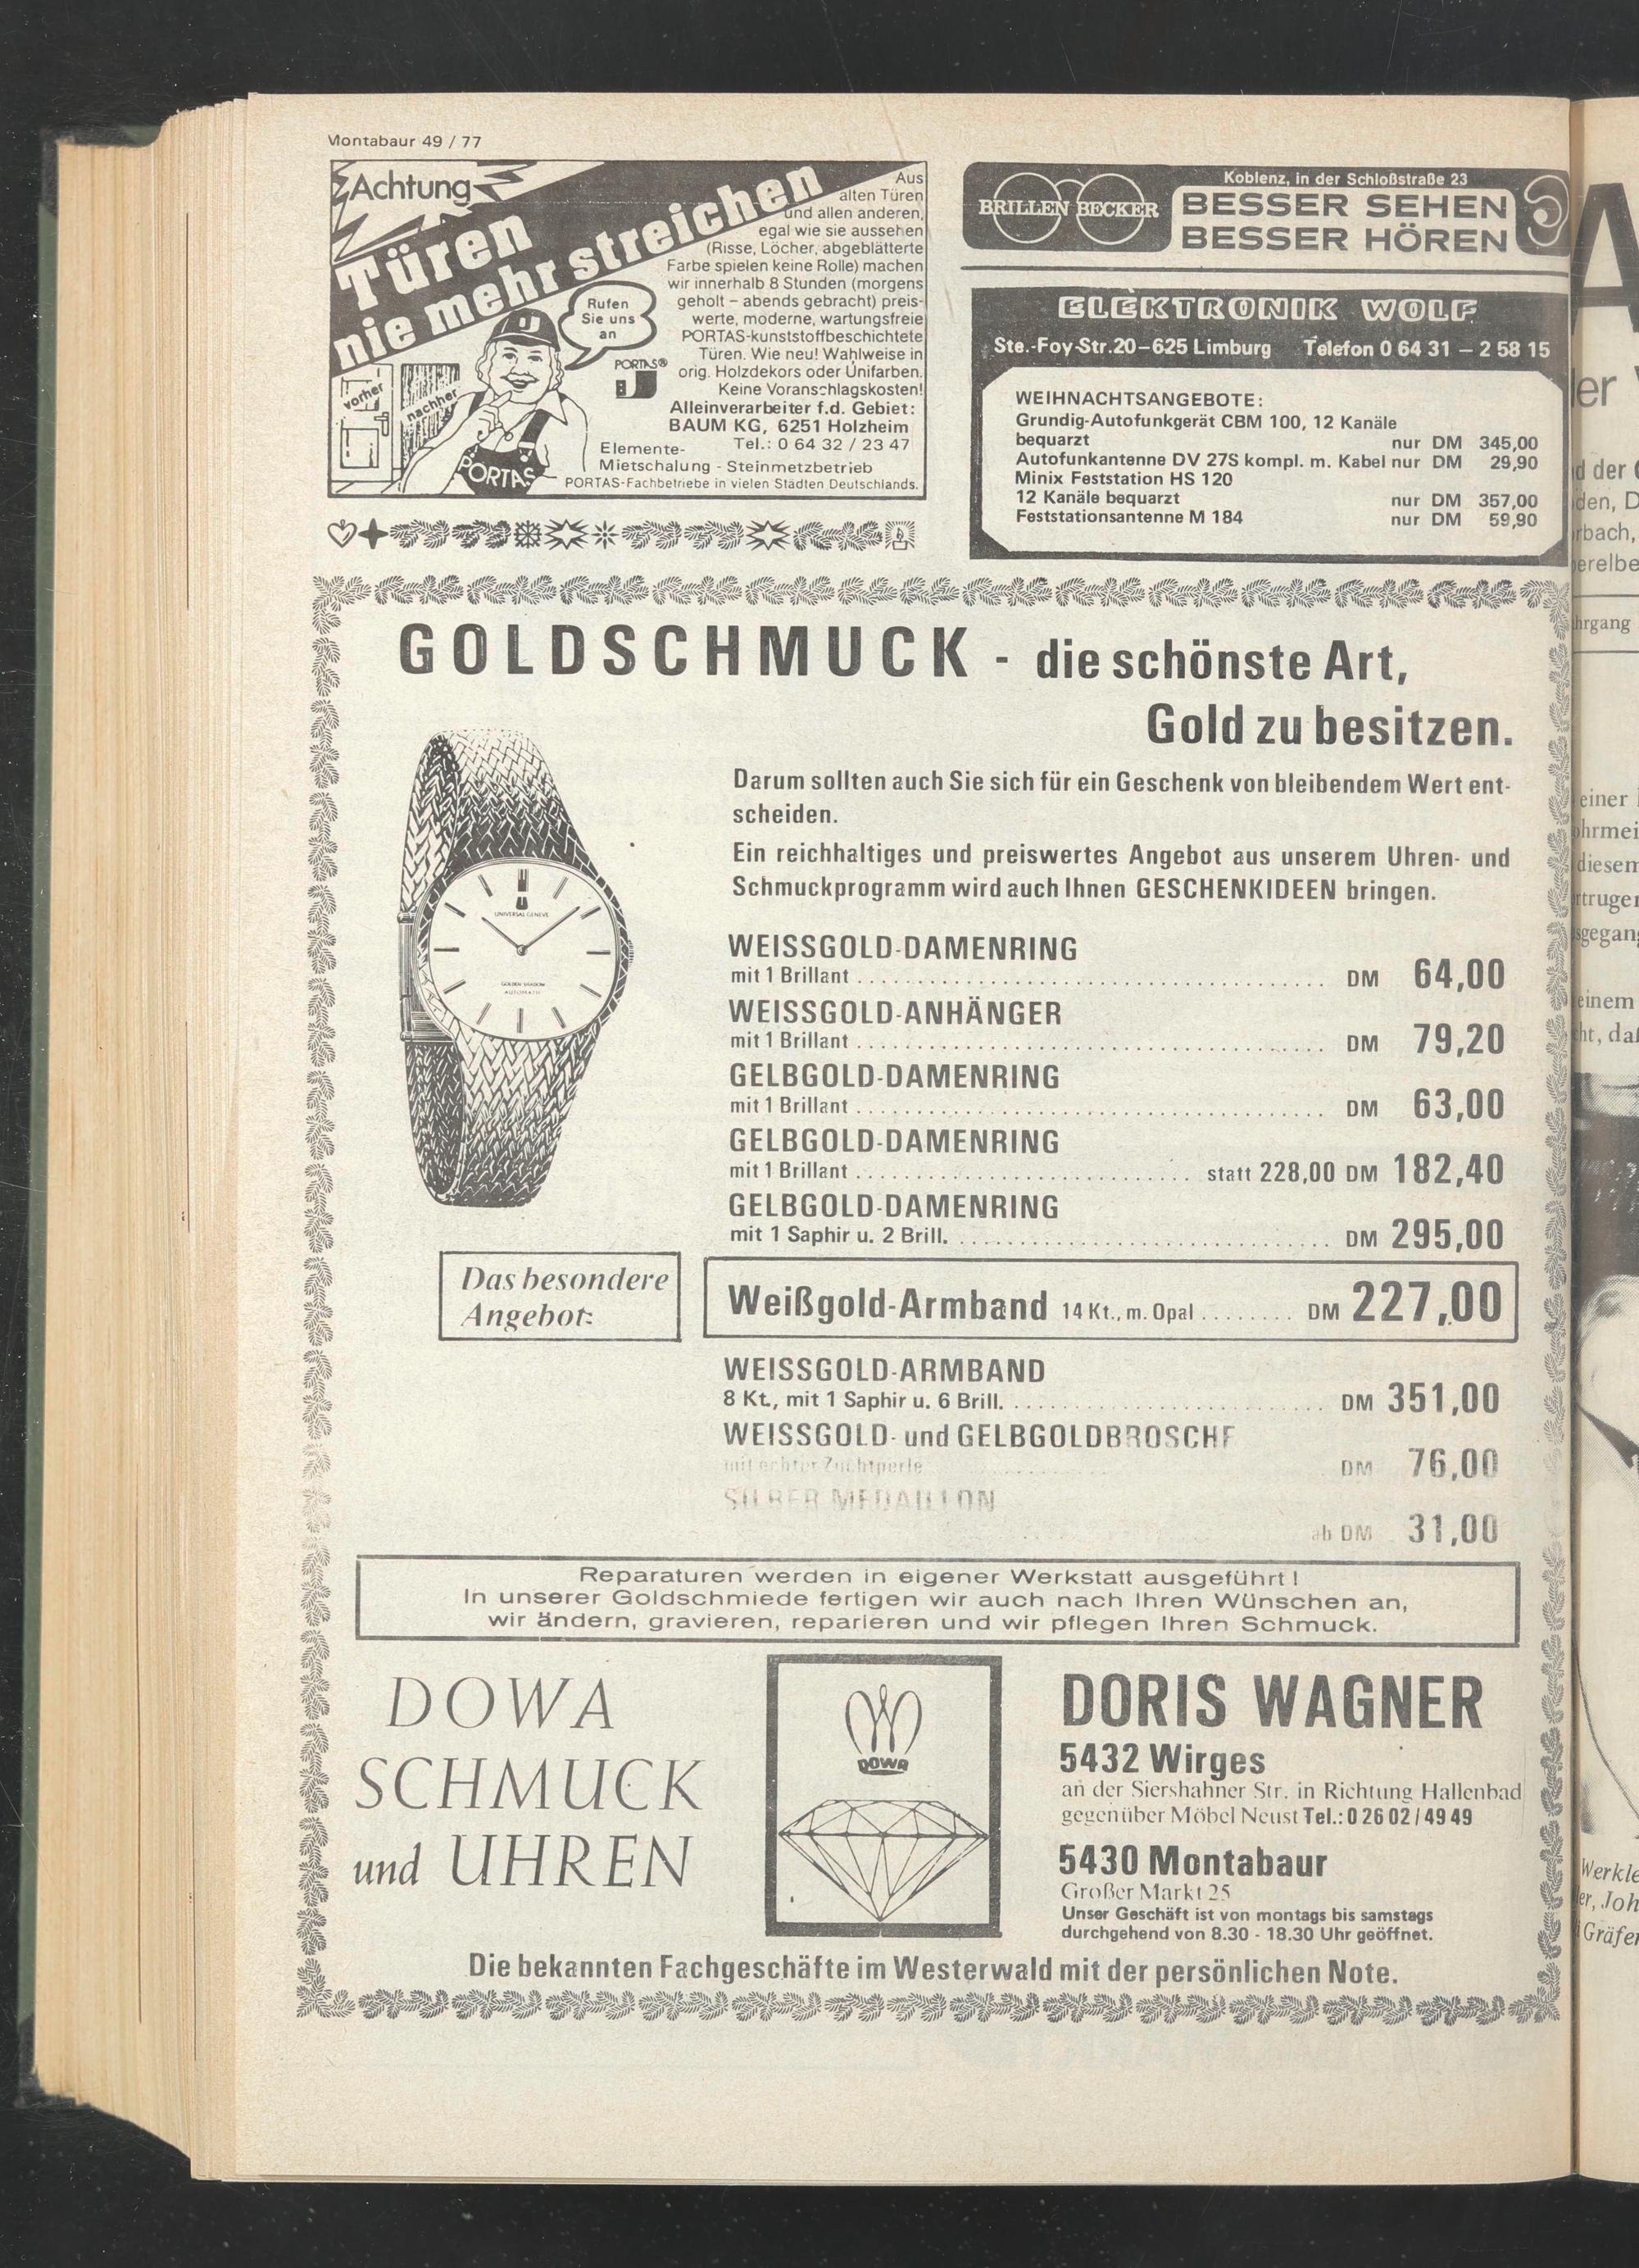 Montabaur 49 / 77
Achtung
Türen
nie mehr streichen
Aus
alten Türen
und allen anderen,
egal wie sie aussehen
(Risse, Löcher, abgeblätterte
Farbe spielen keine Rolle) machen
wir innerhalb 8 Stunden (morgens
geholt – abends gebracht) preis-
werte, moderne, wartungsfreie
PORTAS-kunststoffbeschichtete
Türen. Wie neu! Wahlweise in
orig. Holzdekors oder Unifarben.
Keine Voranschlagskosten!
Rufen
Sie uns
an
PORTAS®
vorher
nachher
PORTAS
Alleinverarbeiter f.d. Gebiet:
BAUM KG, 6251 Holzheim
Tel.: 0 64 32 / 23 47
Elemente-
Mietschalung - Steinmetzbetrieb
PORTAS-Fachbetriebe in vielen Städten Deutschlands.
BRILLEN BECKER
Koblenz, in der Schloßstraße 23
BESSER SEHEN
BESSER HÖREN
ELEKTRONIK WOLF
Ste.-Foy-Str.20–625 Limburg Telefon 0 64 31 – 2 58 15
WEIHNACHTSANGEBOTE:
Grundig-Autofunkgerät CBM 100, 12 Kanäle
bequarzt nur DM 345,00
Autofunkantenne DV 27S kompl. m. Kabel nur DM 29,90
Minix Feststation HS 120
12 Kanäle bequarzt nur DM 357,00
Feststationsantenne M 184 nur DM 59,90
GOLDSCHMUCK - die schönste Art,
Gold zu besitzen.
Darum sollten auch Sie sich für ein Geschenk von bleibendem Wert ent-
scheiden.
Ein reichhaltiges und preiswertes Angebot aus unserem Uhren- und
Schmuckprogramm wird auch Ihnen GESCHENKIDEEN bringen.
UNIVERSAL GENEVE
GOLDEN SHADOW
AUTOMATIC
WEISSGOLD-DAMENRING
mit 1 Brillant DM 64,00
WEISSGOLD-ANHÄNGER
mit 1 Brillant DM 79,20
GELBGOLD-DAMENRING
mit 1 Brillant DM 63,00
GELBGOLD-DAMENRING
mit 1 Brillant statt 228,00 DM 182,40
GELBGOLD-DAMENRING
mit 1 Saphir u. 2 Brill. DM 295,00
Das besondere
Angebot:
Weißgold-Armband 14 Kt., m. Opal DM 227,00
WEISSGOLD-ARMBAND
8 Kt., mit 1 Saphir u. 6 Brill. DM 351,00
WEISSGOLD- und GELBGOLDBROSCHE
mit echter Zuchtperle DM 76,00
SILBER MEDAILLON
ab DM 31,00
Reparaturen werden in eigener Werkstatt ausgeführt !
In unserer Goldschmiede fertigen wir auch nach Ihren Wünschen an,
wir ändern, gravieren, reparieren und wir pflegen Ihren Schmuck.
DOWA
SCHMUCK
und UHREN
DOWA
DORIS WAGNER
5432 Wirges
an der Siershahner Str. in Richtung Hallenbad
gegenüber Möbel Neust Tel.: 0 26 02 / 49 49
5430 Montabaur
Großer Markt 25
Unser Geschäft ist von montags bis samstags
durchgehend von 8.30 - 18.30 Uhr geöffnet.
Die bekannten Fachgeschäfte im Westerwald mit der persönlichen Note.